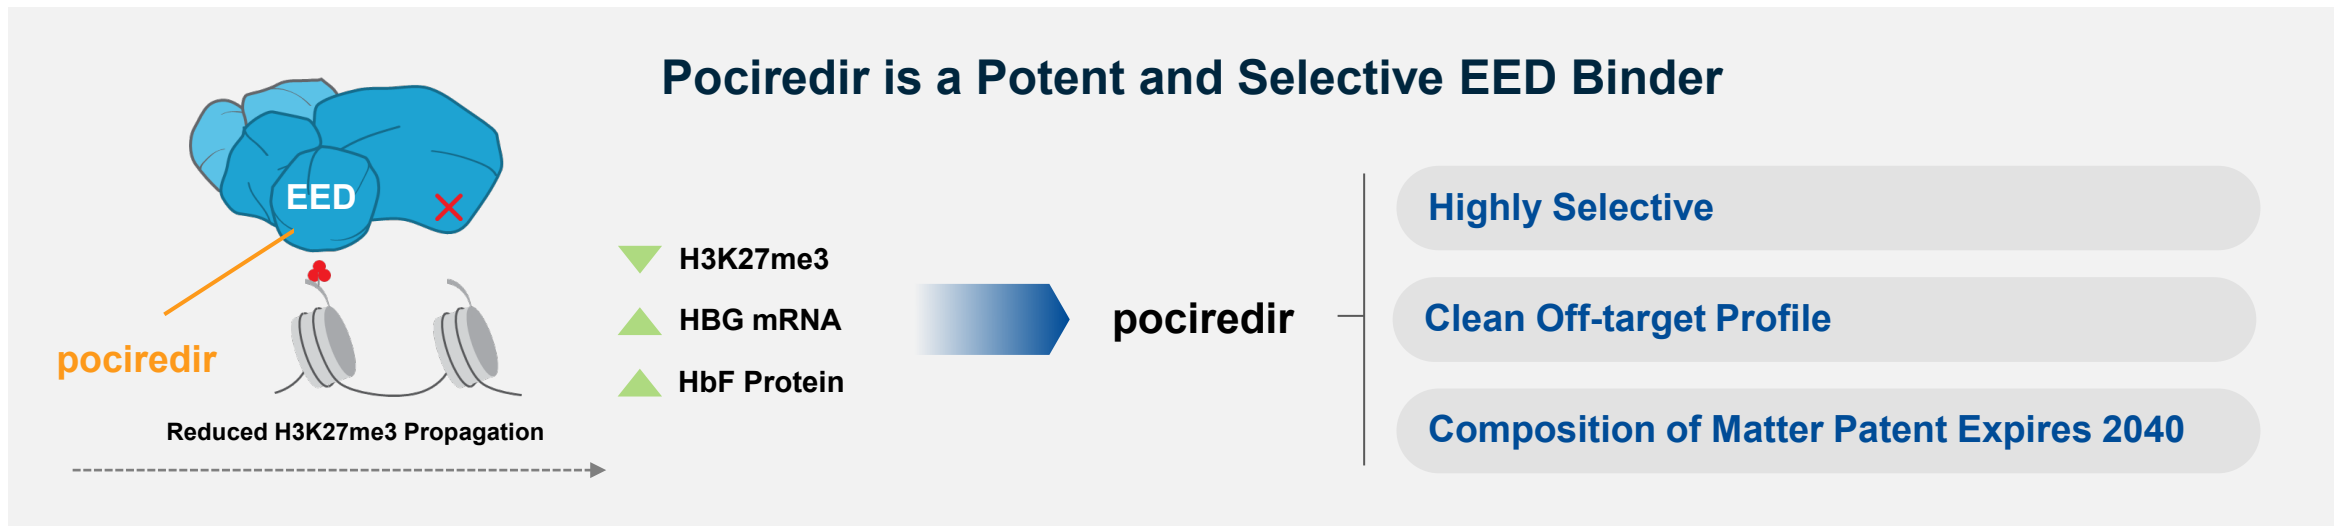 Pociredir is a Potent and Selective EED Binder
EED
pociredir
Reduced H3K27me3 Propagation
H3K27me3
HBG mRNA
HbF Protein
pociredir
Highly Selective
Clean Off-target Profile
Composition of Matter Patent Expires 2040